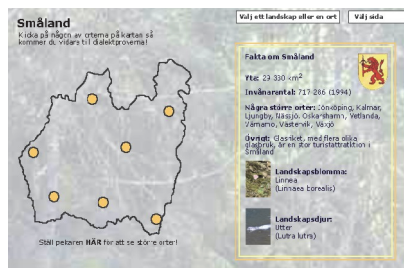 Småland
Klicka på någon av orterna på kartan så
kommer du vidare till dialektproverna!
Välj ett landskap eller en ort
Välj sida
Fakta om Småland
Yta: 29 330 km²
Invånarantal: 717 286 (1994)
Några större orter: Jönköping, Kalmar,
Ljungby, Nässjö, Oskarshamn, Vetlanda,
Värnamo, Västervik, Växjö
Övrigt: Glasriket, med flera olika
glasbruk, är en stor turistattraktion i
Småland
Landskapsblomma:
Linnea
(Linnaea borealis)
Landskapsdjur:
Utter
(Lutra lutra)
Ställ pekaren HÄR för att se större orter!